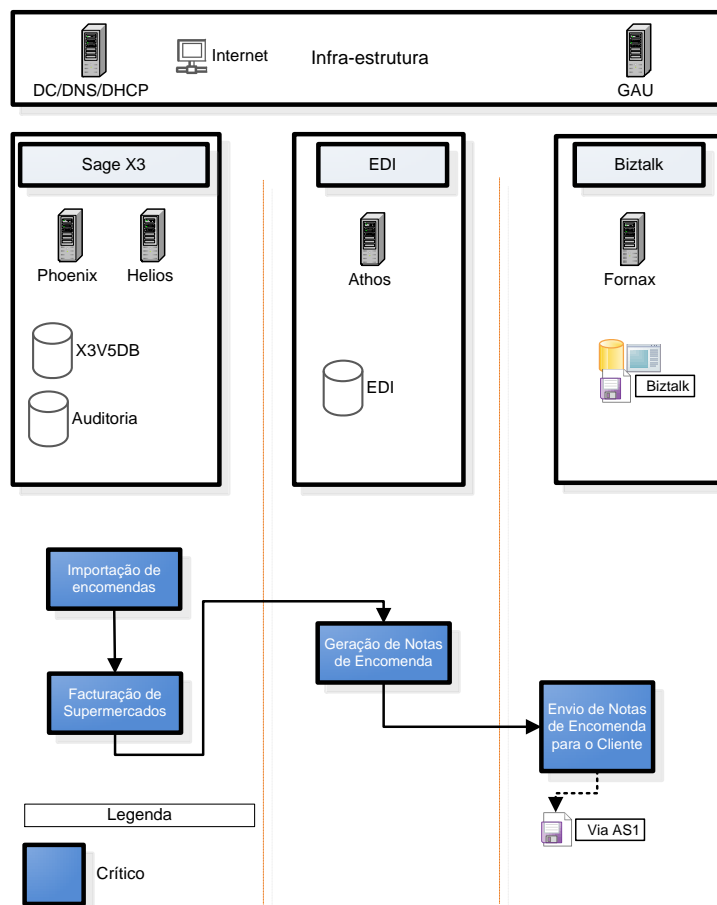 Internet
Infra-estrutura
DC/DNS/DHCP
GAU
Sage X3
EDI
Biztalk
Phoenix
Helios
Athos
Fornax
X3V5DB
EDI
Biztalk
Auditoria
Importação de
encomendas
Geração de Notas
de Encomenda
Facturação de
Supermercados
Envio de Notas
de Encomenda
para o Cliente
Legenda
Via AS1
Crítico